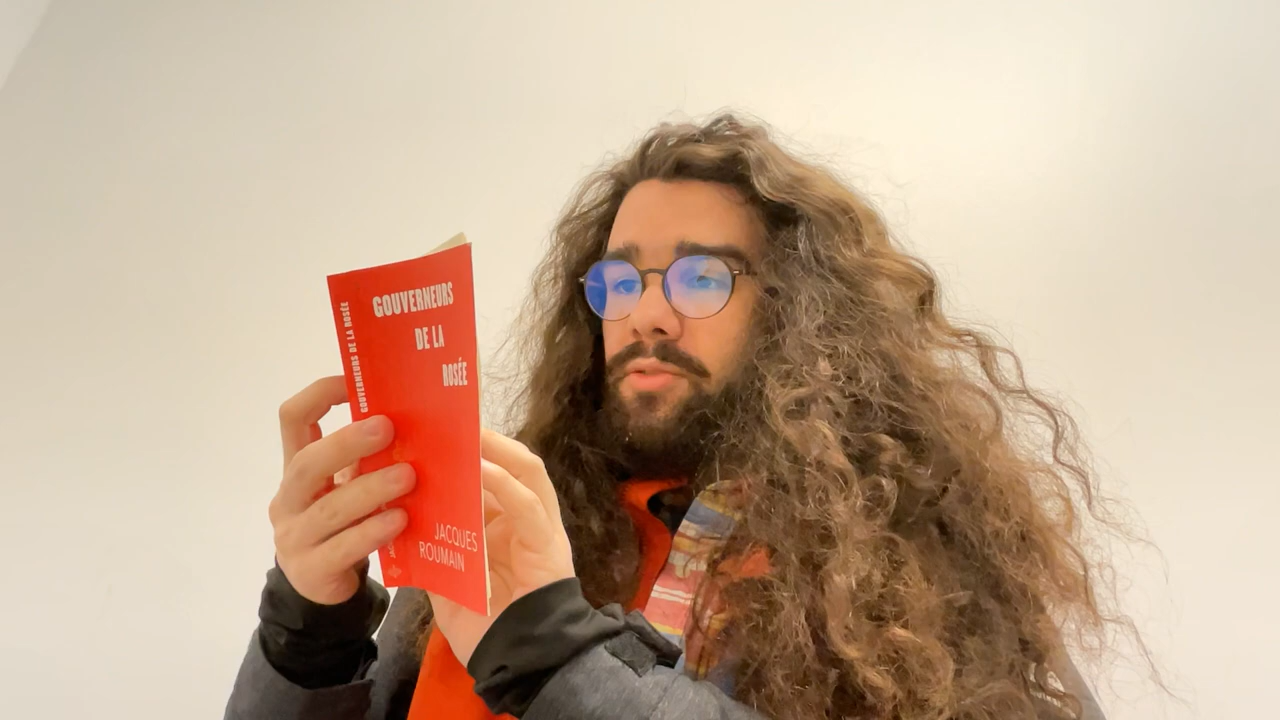 GOUVERNEURS DE LA ROSÉE
GOUVERNEURS
DE LA
ROSÉE
JACQUES
ROUMAIN